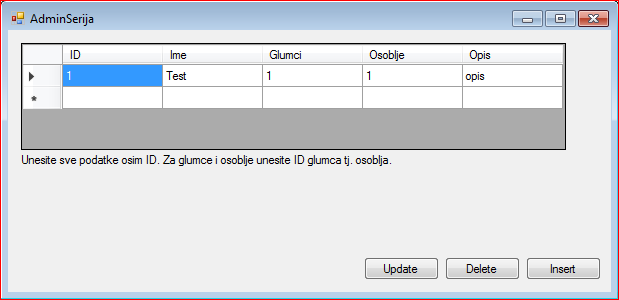 AdminSerija
ID Ime Glumci Osoblje Opis
1 Test 1 1 opis
*
Unesite sve podatke osim ID. Za glumce i osoblje unesite ID glumca tj. osoblja.
Update Delete Insert